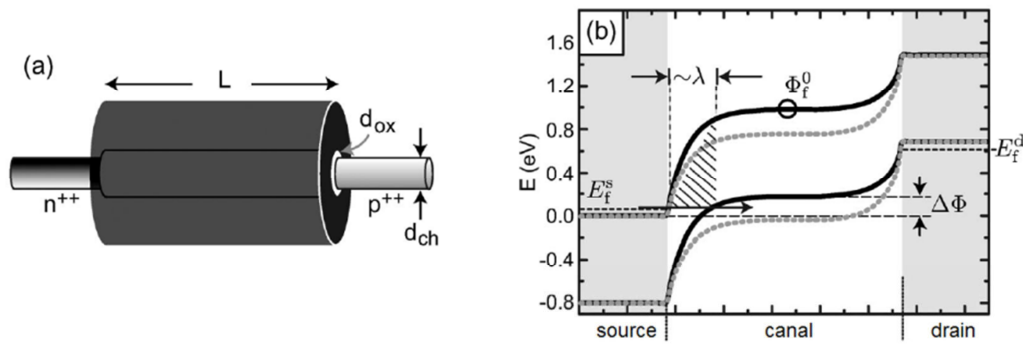 (a)
L
d_ox
n++
p++
d_ch
(b)
1.6
1.2
0.8
0.4
0.0
-0.4
-0.8
E (eV)
~λ
Φ_f^0
E_f^s
E_f^d
ΔΦ
source canal drain